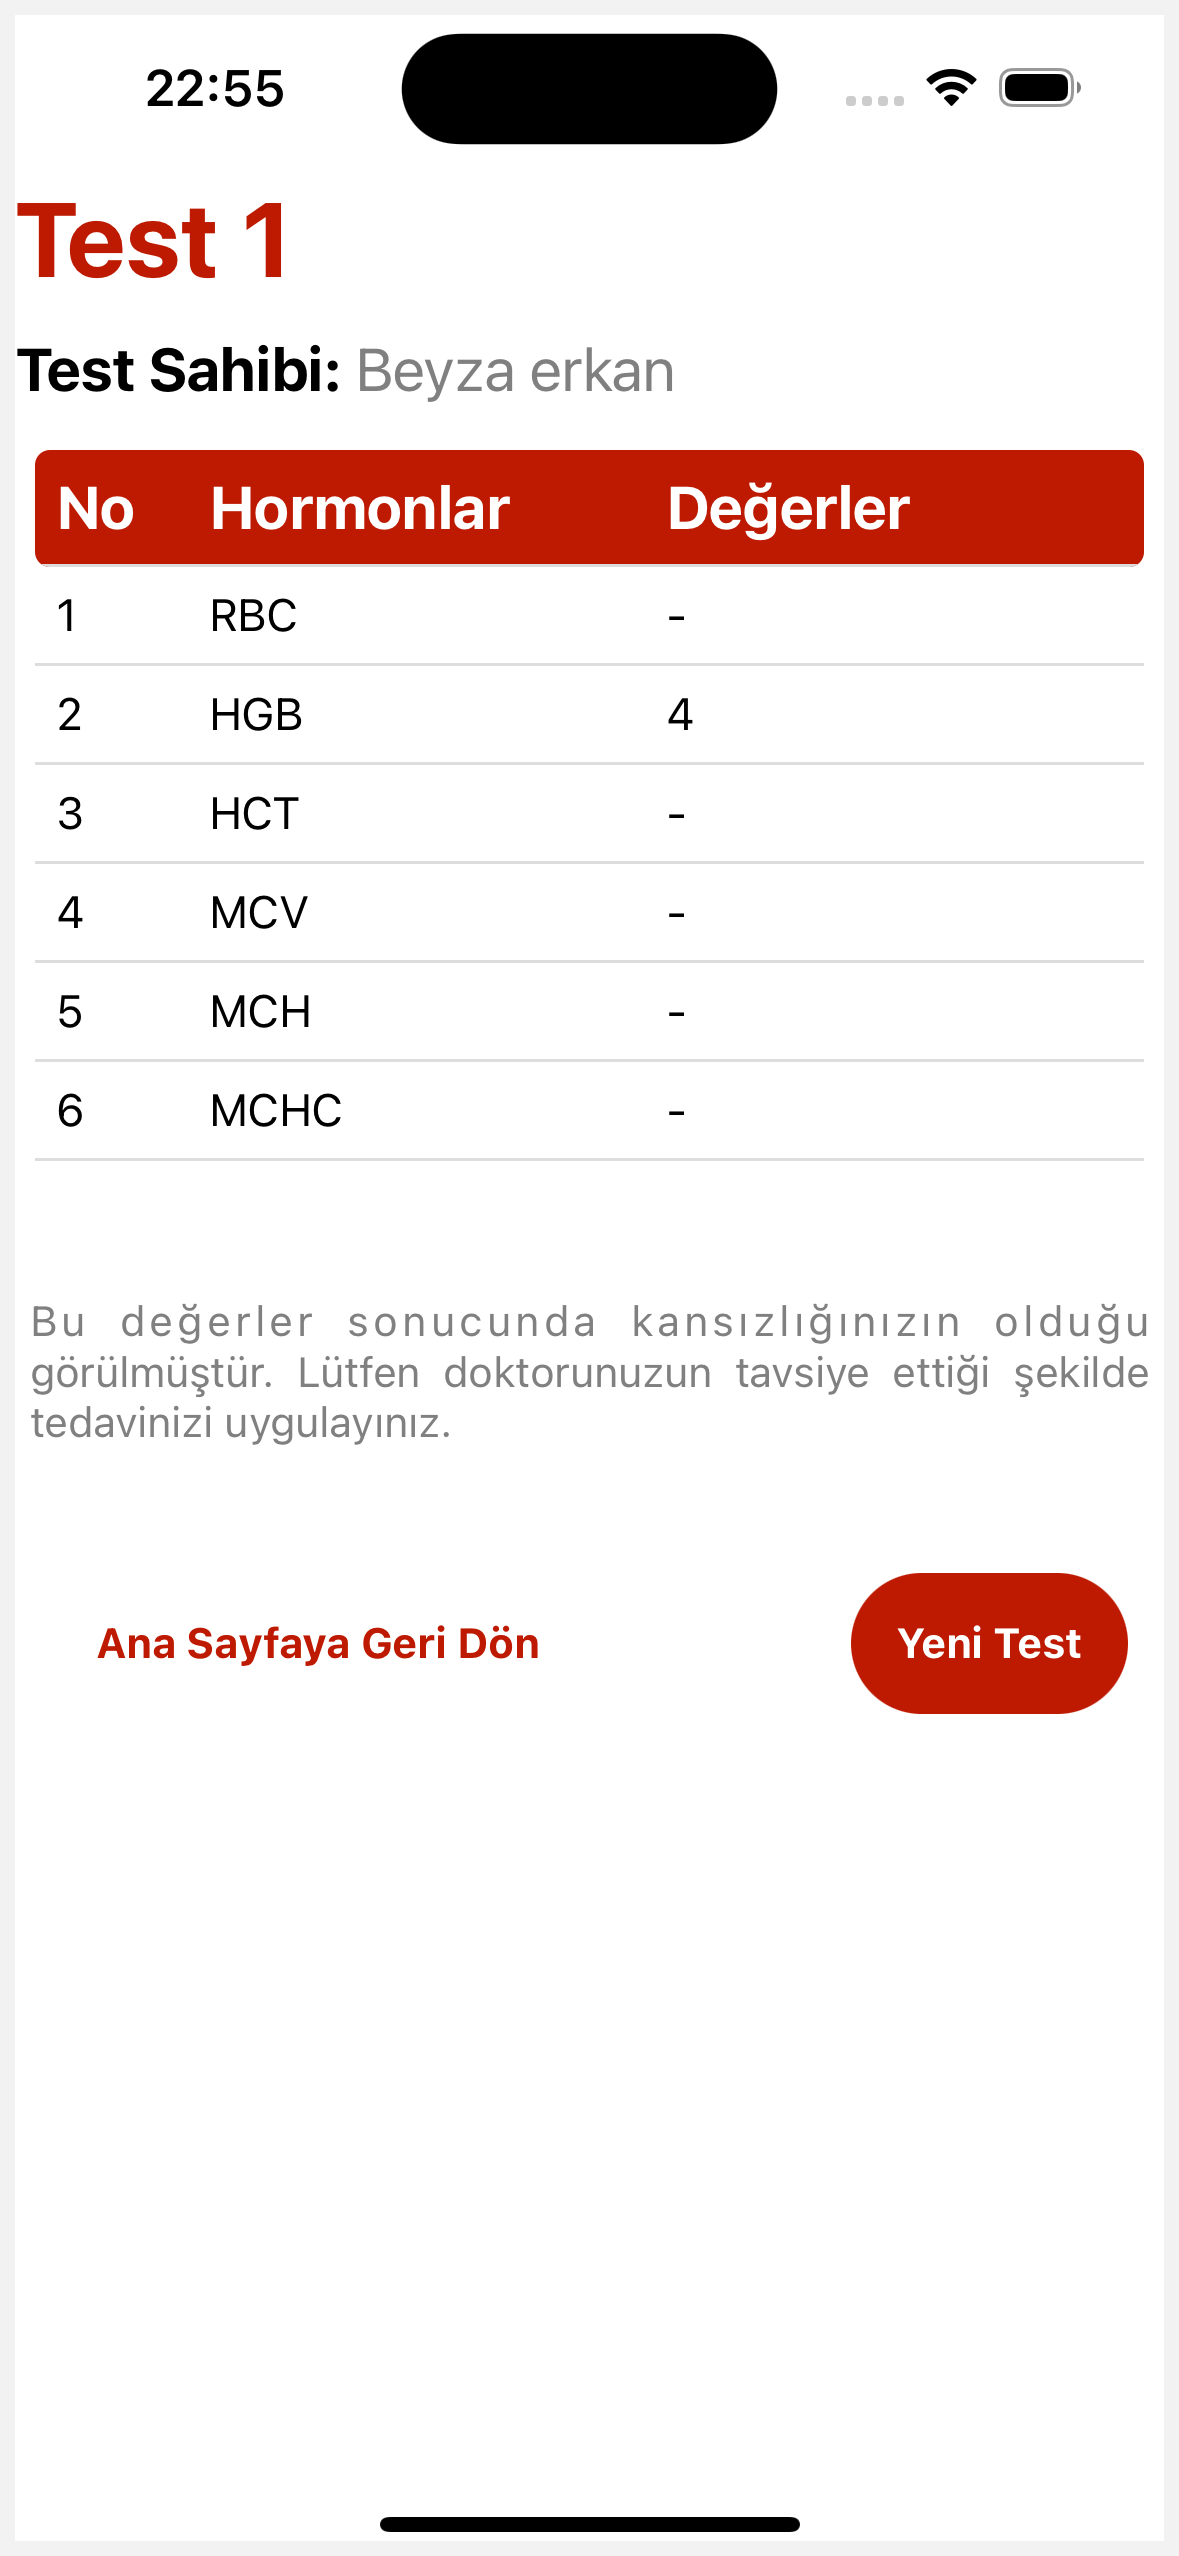 22:55
Test 1
Test Sahibi: Beyza erkan
No Hormonlar Değerler
1 RBC -
2 HGB 4
3 HCT -
4 MCV -
5 MCH -
6 MCHC -
Bu değerler sonucunda kansızlığınızın olduğu
görülmüştür. Lütfen doktorunuzun tavsiye ettiği şekilde
tedavinizi uygulayınız.
Ana Sayfaya Geri Dön Yeni Test